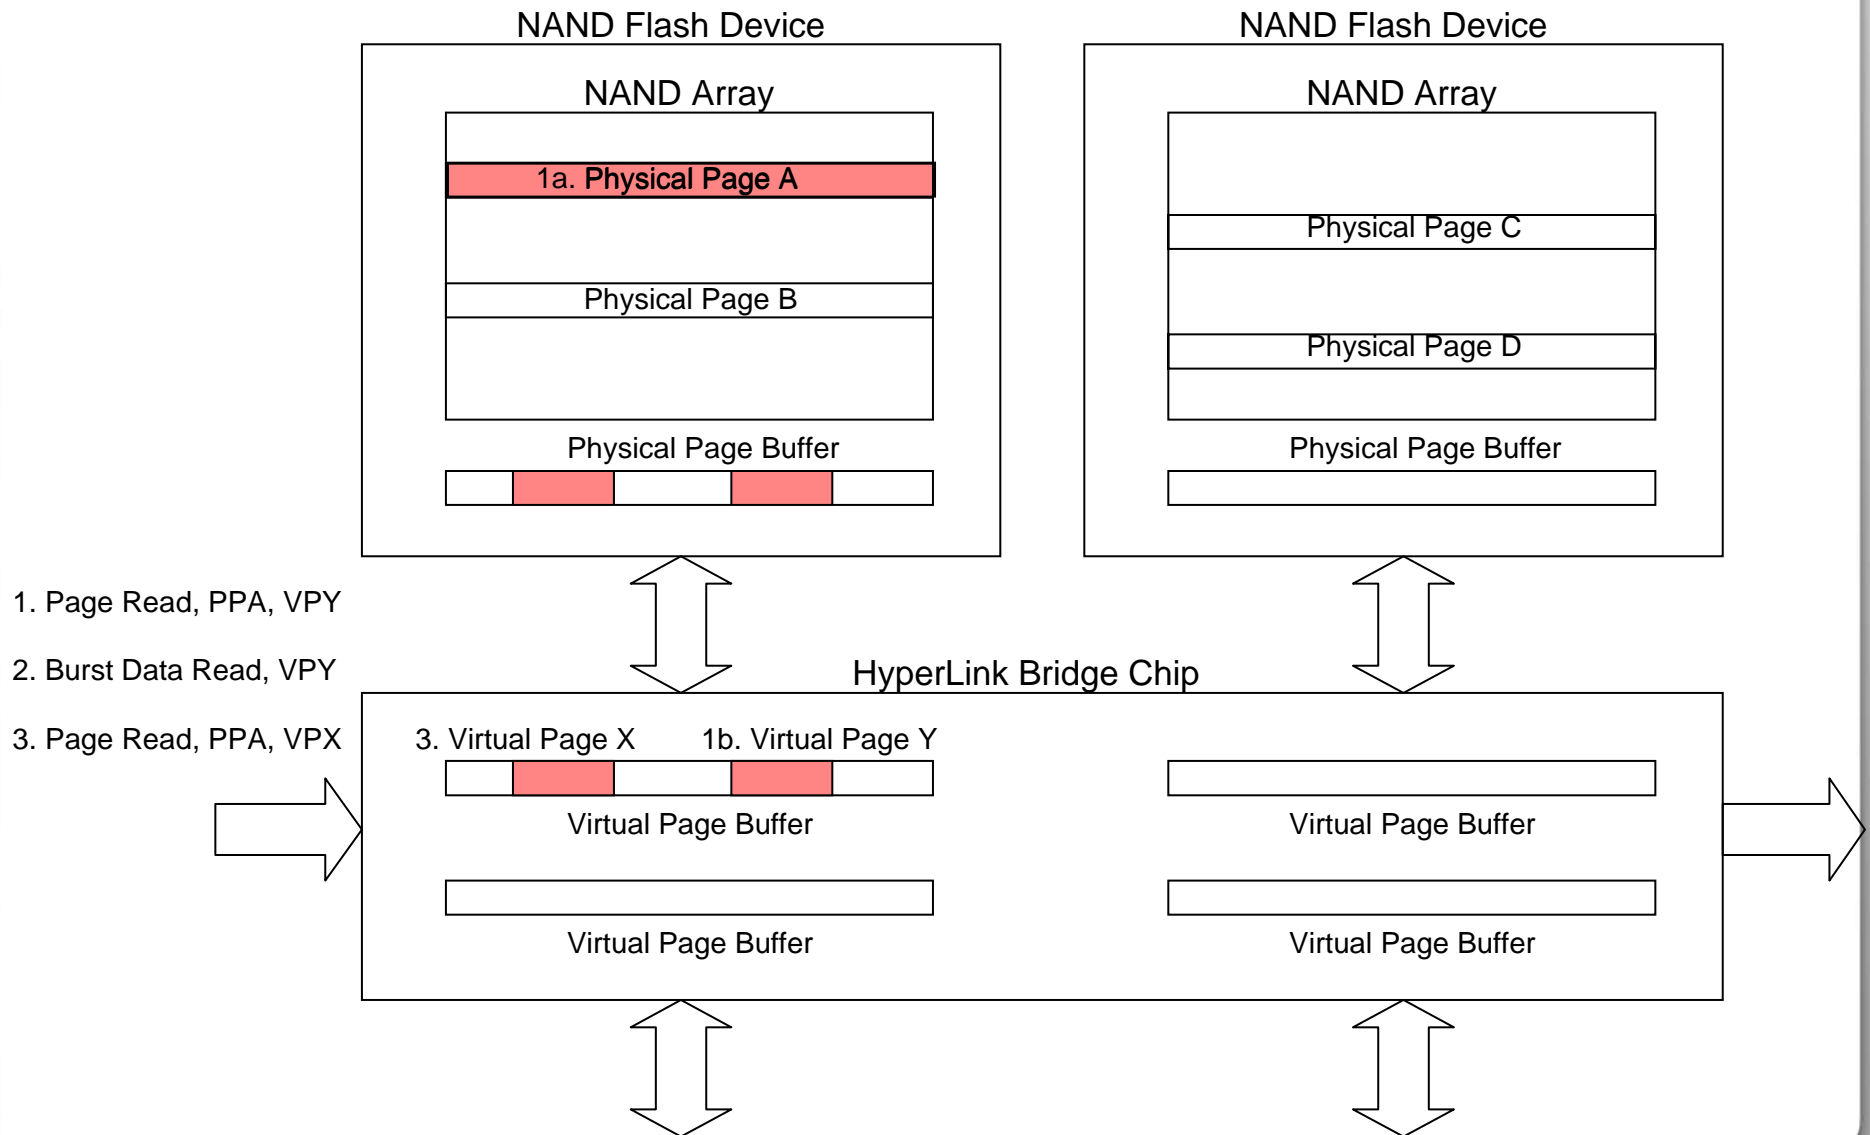 NAND Flash Device
NAND Flash Device
NAND Array
NAND Array
1a. Physical Page A
Physical Page C
Physical Page B
Physical Page D
Physical Page Buffer
Physical Page Buffer
1. Page Read, PPA, VPY
2. Burst Data Read, VPY
HyperLink Bridge Chip
3. Page Read, PPA, VPX
3. Virtual Page X
1b. Virtual Page Y
Virtual Page Buffer
Virtual Page Buffer
Virtual Page Buffer
Virtual Page Buffer